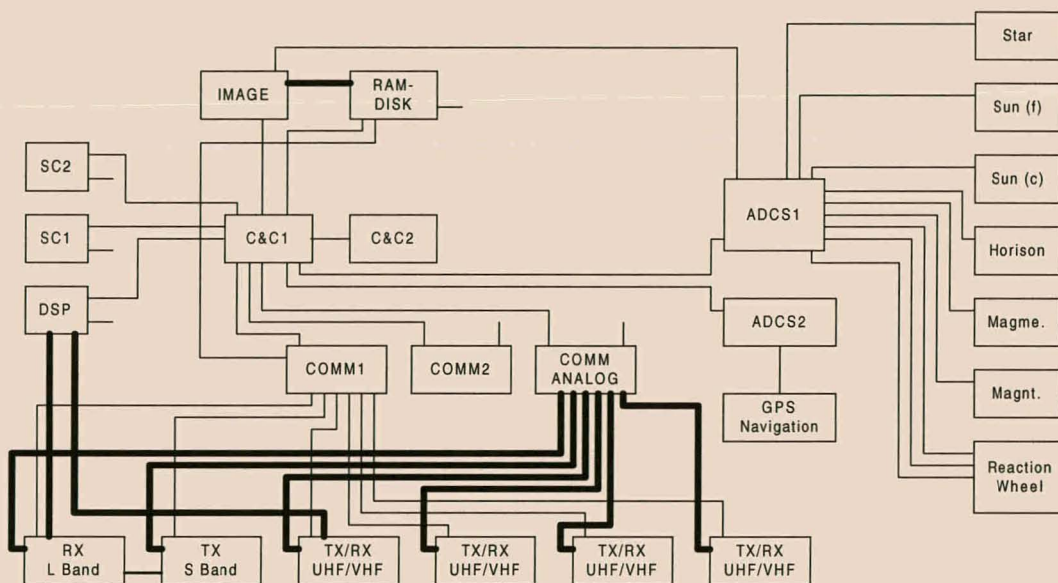 Star
IMAGE
RAM-
DISK
Sun (f)
SC2
Sun (c)
ADCS1
SC1
C&C1
C&C2
Horison
DSP
ADCS2
Magme.
COMM1
COMM2
COMM
ANALOG
Magnt.
GPS
Navigation
Reaction
Wheel
RX
L Band
TX
S Band
TX/RX
UHF/VHF
TX/RX
UHF/VHF
TX/RX
UHF/VHF
TX/RX
UHF/VHF